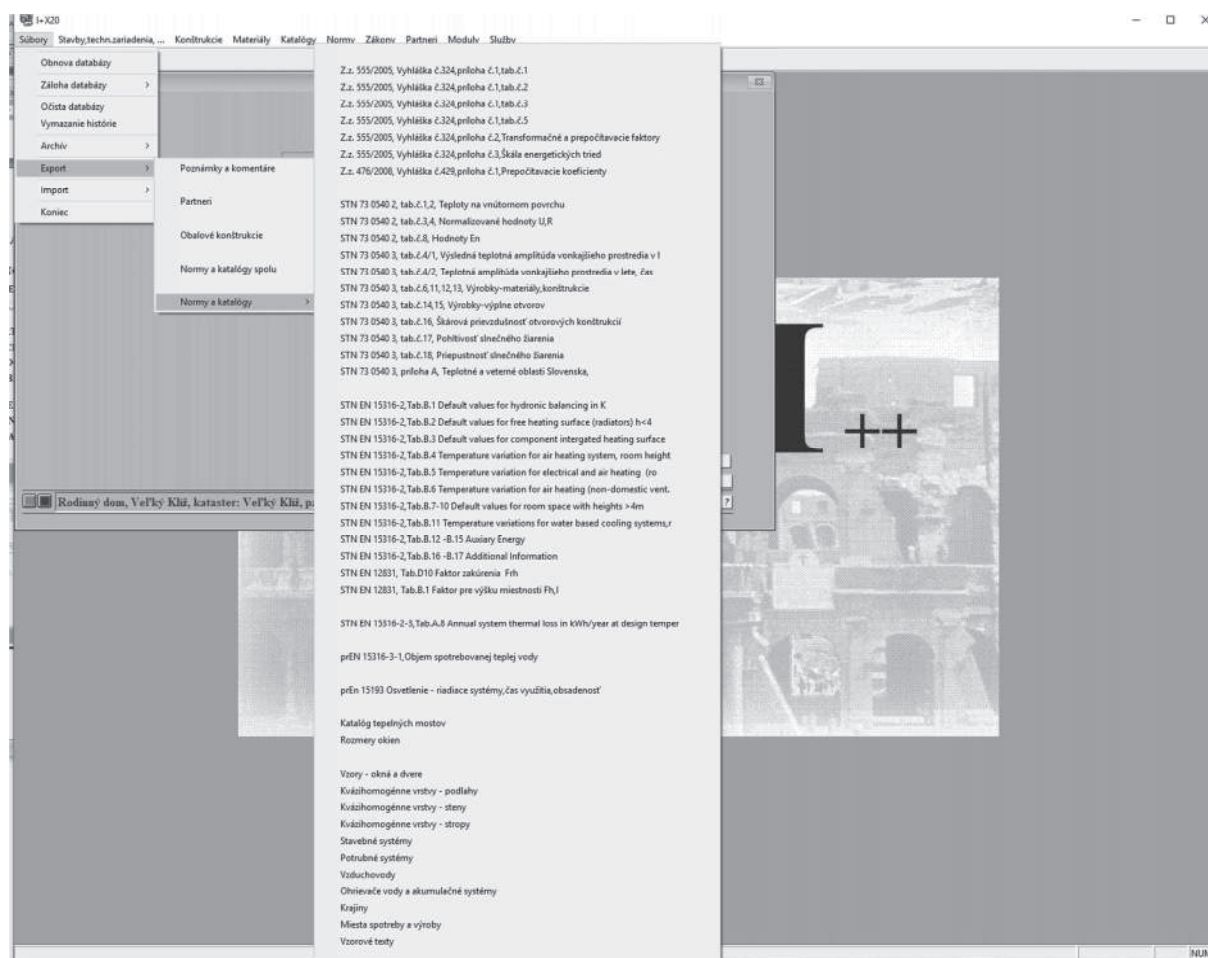 I+X20
Súbory Stavby,techn.zariadenia, ... Konštrukcie Materiály Katalógy Normy Zákony Partneri Moduly Služby
Obnova databázy
Záloha databázy >
Očista databázy
Vymazanie histórie
Archív >
Export >
Import >
Koniec
Poznámky a komentáre
Partneri
Obalové konštrukcie
Normy a katalógy spolu
Normy a katalógy >
Z.z. 555/2005, Vyhláška č.324,príloha č.1,tab.č.1
Z.z. 555/2005, Vyhláška č.324,príloha č.1,tab.č.2
Z.z. 555/2005, Vyhláška č.324,príloha č.1,tab.č.3
Z.z. 555/2005, Vyhláška č.324,príloha č.1,tab.č.5
Z.z. 555/2005, Vyhláška č.324,príloha č.2,Transformačné a prepočítavacie faktory
Z.z. 555/2005, Vyhláška č.324,príloha č.3,Škála energetických tried
Z.z. 476/2008, Vyhláška č.429,príloha č.1,Prepočítavacie koeficienty
STN 73 0540 2, tab.č.1,2, Teploty na vnútornom povrchu
STN 73 0540 2, tab.č.3,4, Normalizované hodnoty U,R
STN 73 0540 2, tab.č.8, Hodnoty En
STN 73 0540 3, tab.č.4/1, Výsledná teplotná amplitúda vonkajšieho prostredia v l
STN 73 0540 3, tab.č.4/2, Teplotná amplitúda vonkajšieho prostredia v lete, čas
STN 73 0540 3, tab.č.6,11,12,13, Výrobky-materiály,konštrukcie
STN 73 0540 3, tab.č.14,15, Výrobky-výplne otvorov
STN 73 0540 3, tab.č.16, Škárová prievzdušnosť otvorových konštrukcií
STN 73 0540 3, tab.č.17, Pohltivosť slnečného žiarenia
STN 73 0540 3, tab.č.18, Priepustnosť slnečného žiarenia
STN 73 0540 3, príloha A, Teplotné a veterné oblasti Slovenska,
STN EN 15316-2,Tab.B.1 Default values for hydronic balancing in K
STN EN 15316-2,Tab.B.2 Default values for free heating surface (radiators) h<4
STN EN 15316-2,Tab.B.3 Default values for component intergated heating surface
STN EN 15316-2,Tab.B.4 Temperature variation for air heating system, room height
STN EN 15316-2,Tab.B.5 Temperature variation for electrical and air heating (ro
STN EN 15316-2,Tab.B.6 Temperature variation for air heating (non-domestic vent.
STN EN 15316-2,Tab.B.7-10 Default values for room space with heights >4m
STN EN 15316-2,Tab.B.11 Temperature variations for water based cooling systems,r
STN EN 15316-2,Tab.B.12 -B.15 Auxiary Energy
STN EN 15316-2,Tab.B.16 -B.17 Additional Information
STN EN 12831, Tab.D10 Faktor zakúrenia Frh
STN EN 12831, Tab.B.1 Faktor pre výšku miestnosti Fh,I
STN EN 15316-2-3,Tab.A.8 Annual system thermal loss in kWh/year at design temper
prEN 15316-3-1,Objem spotrebovanej teplej vody
prEn 15193 Osvetlenie - riadiace systémy,čas využitia,obsadenosť
Katalóg tepelných mostov
Rozmery okien
Vzory - okná a dvere
Kvázihomogénne vrstvy - podlahy
Kvázihomogénne vrstvy - steny
Kvázihomogénne vrstvy - stropy
Stavebné systémy
Potrubné systémy
Vzduchovody
Ohrievače vody a akumulačné systémy
Krajiny
Miesta spotreby a výroby
Vzorové texty
Rodinný dom, Veľký Klíž, kataster: Veľký Klíž, pa
I ++
?
NUM